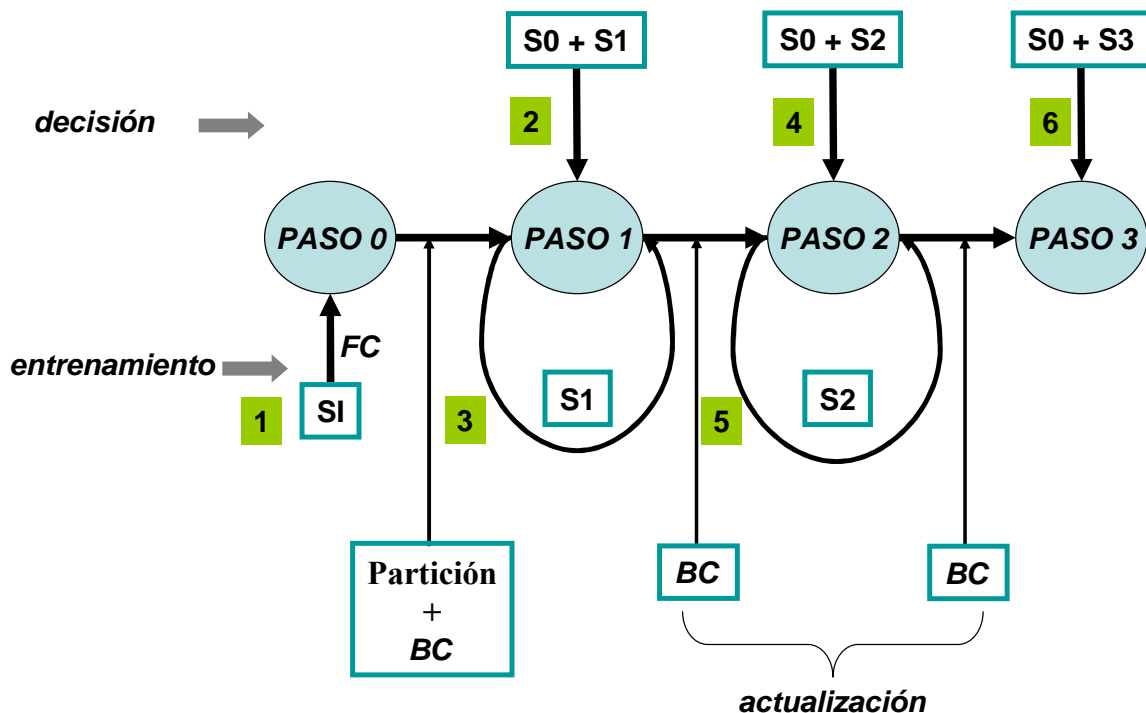 S0 + S1
S0 + S2
S0 + S3
decisión
2
4
6
PASO 0
PASO 1
PASO 2
PASO 3
FC
entrenamiento
1
SI
3
S1
5
S2
Partición
+
BC
BC
BC
actualización